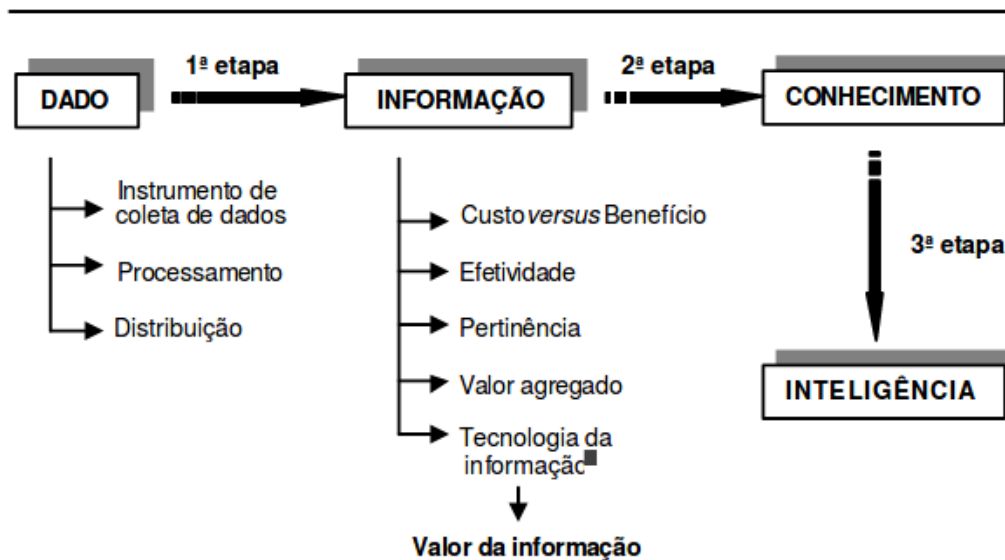 1ª etapa
2ª etapa
DADO
INFORMAÇÃO
CONHECIMENTO
Instrumento de
coleta de dados
Processamento
Distribuição
Custo versus Benefício
Efetividade
Pertinência
Valor agregado
Tecnologia da
informação
Valor da informação
3ª etapa
INTELIGÊNCIA